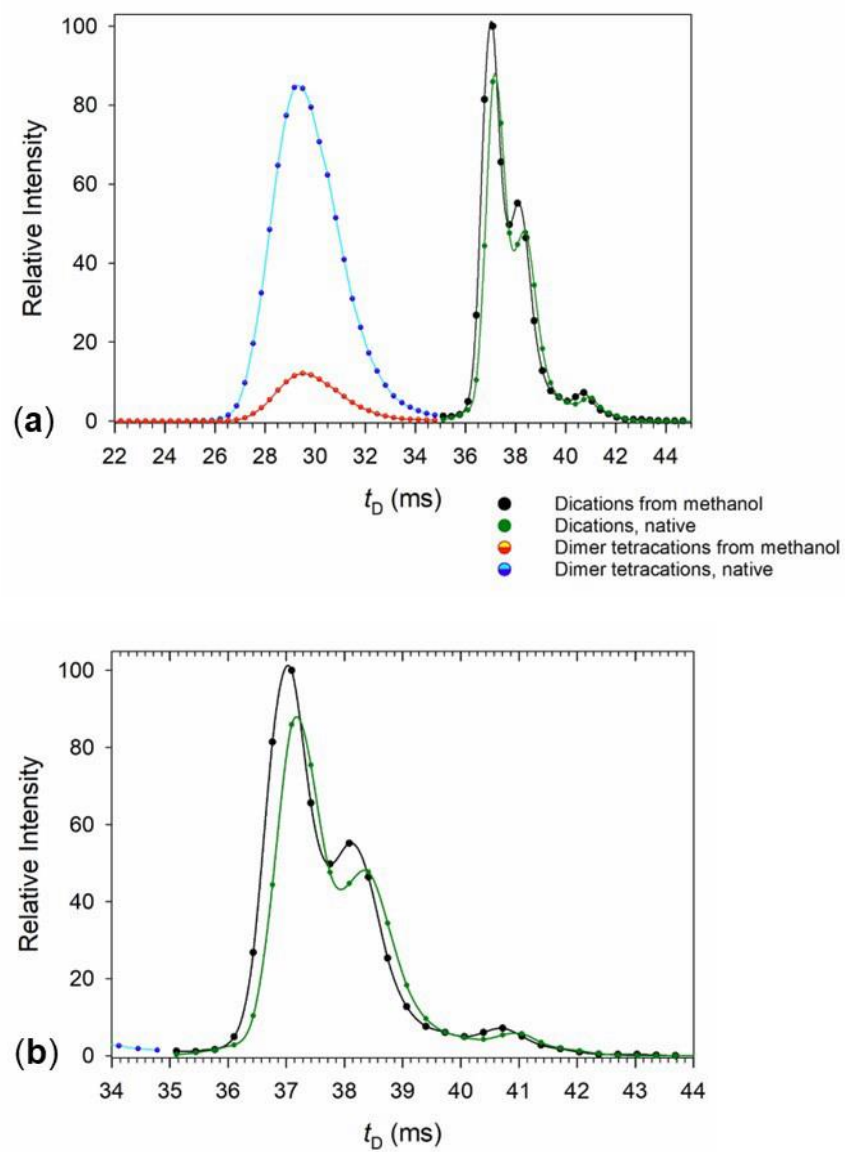 100
80
60
40
20
0
Relative Intensity
(a)
22 24 26 28 30 32 34 36 38 40 42 44
tD (ms)
Dications from methanol
Dications, native
Dimer tetracations from methanol
Dimer tetracations, native
100
80
60
40
20
0
Relative Intensity
(b)
34 35 36 37 38 39 40 41 42 43 44
tD (ms)